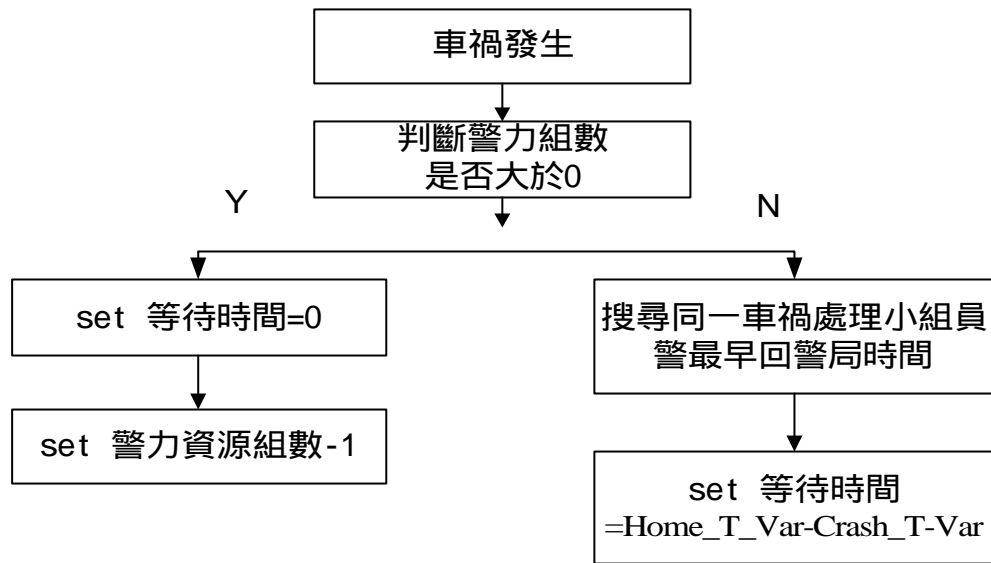 車禍發生
判斷警力組數
是否大於0
Y
N
set 等待時間=0
搜尋同一車禍處理小組員
警最早回警局時間
set 警力資源組數-1
set 等待時間
=Home_T_Var-Crash_T-Var